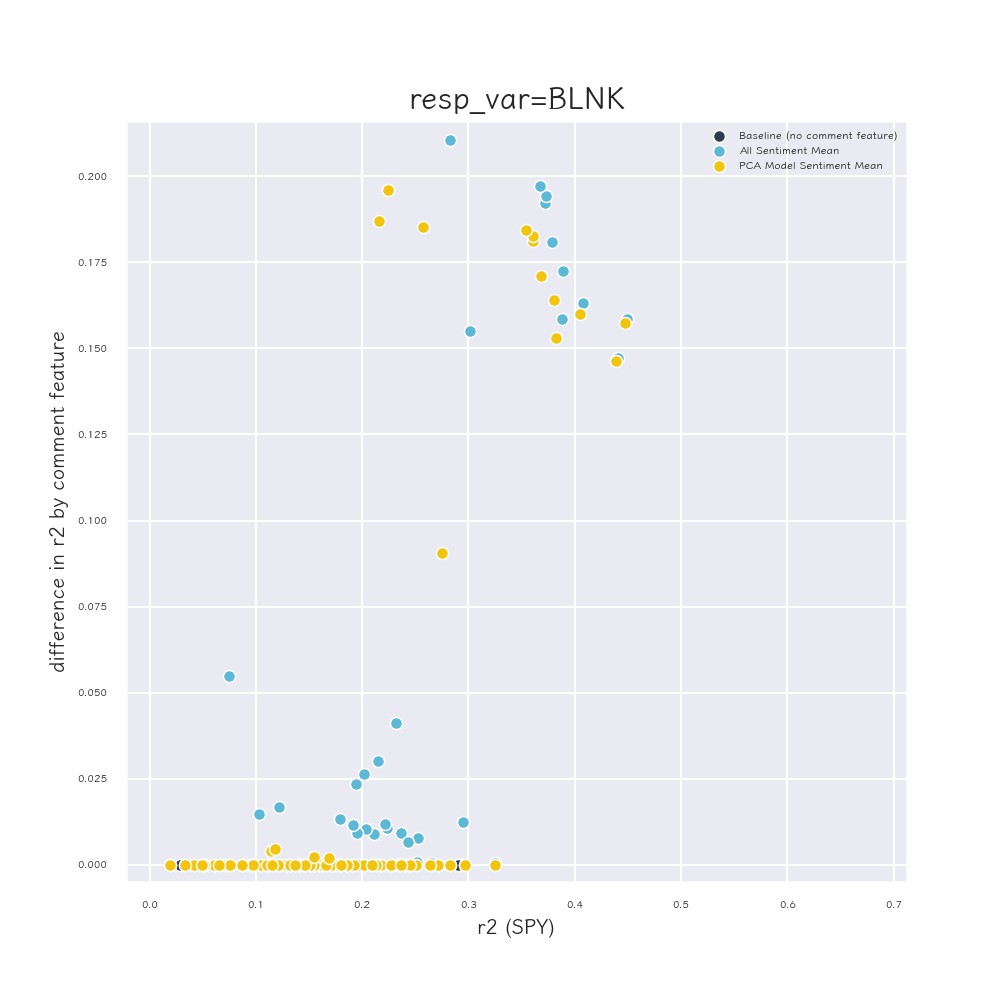 resp_var=BLNK
Baseline (no comment feature)
All Sentiment Mean
PCA Model Sentiment Mean
difference in r2 by comment feature
0.200
0.175
0.150
0.125
0.100
0.075
0.050
0.025
0.000
0.0 0.1 0.2 0.3 0.4 0.5 0.6 0.7
r2 (SPY)